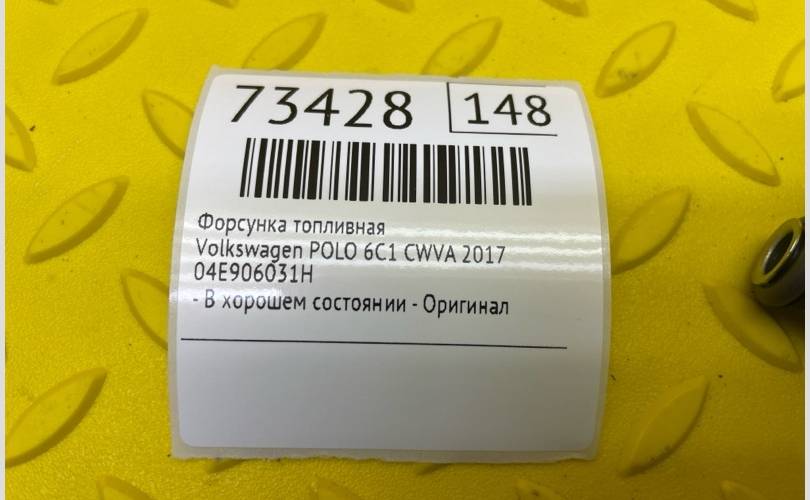 73428 148
Форсунка топливная
Volkswagen POLO 6C1 CWVA 2017
04E906031H
- В хорошем состоянии - Оригинал